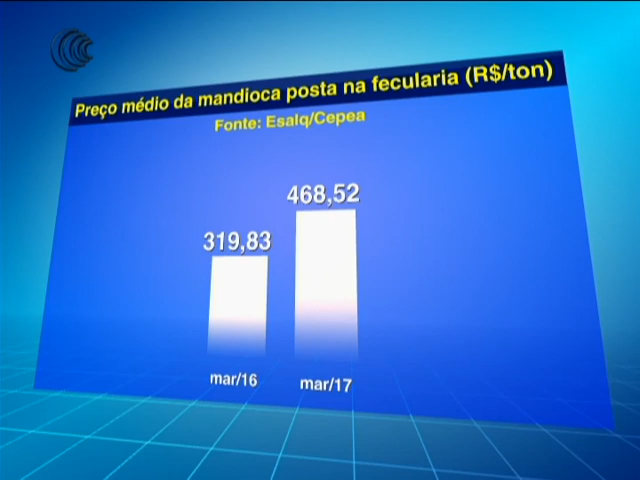 Preço médio da mandioca posta na fecularia (R$/ton)
Fonte: Esalq/Cepea
468,52
319,83
mar/16
mar/17